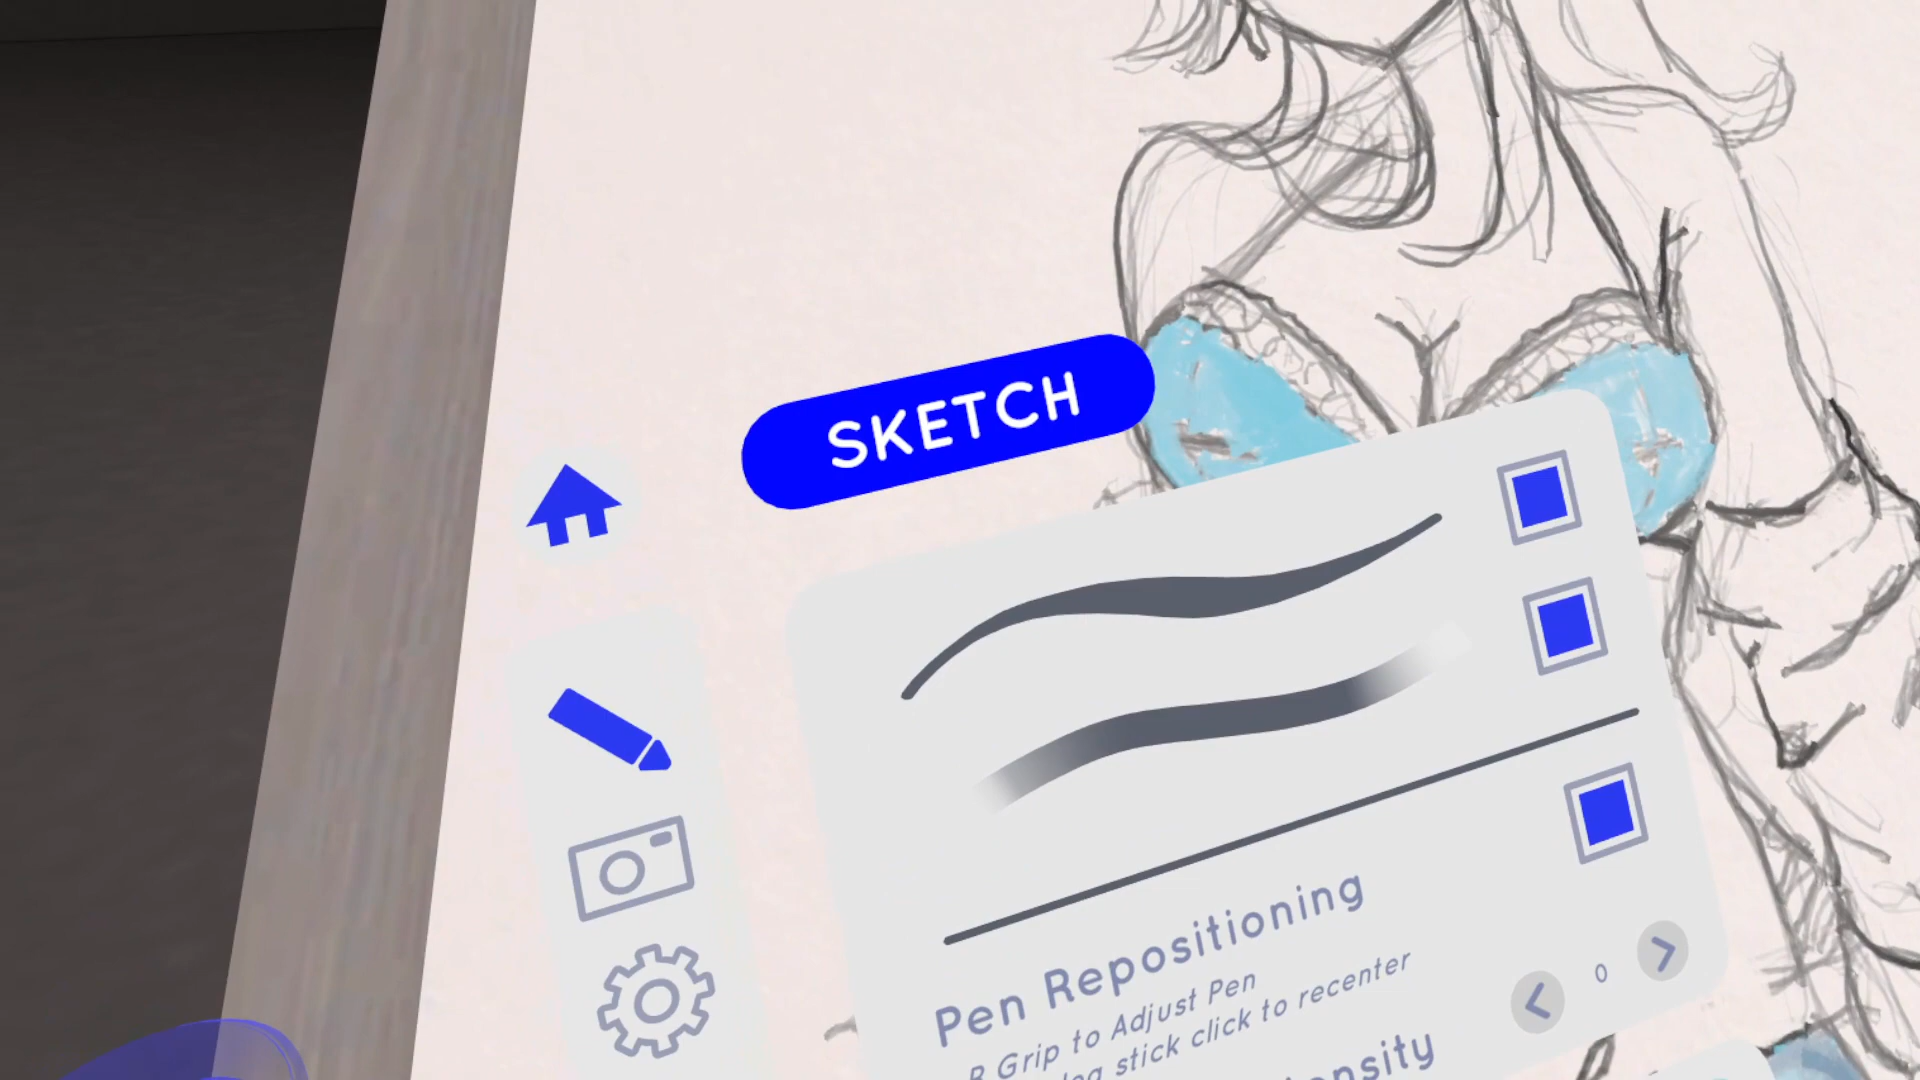 SKETCH
Pen Repositioning
R Grip to Adjust Pen
stick click to recenter
0